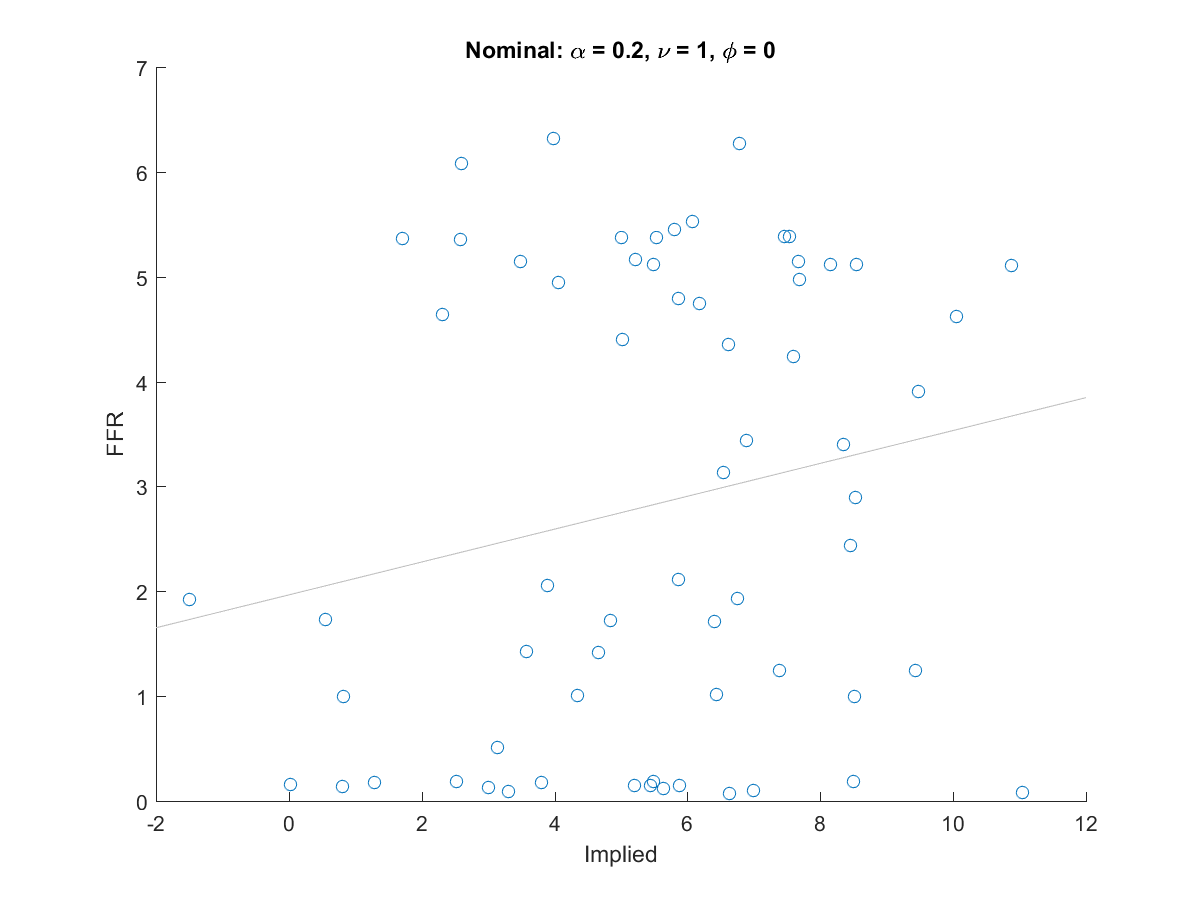 Nominal: α = 0.2, ν = 1, ϕ = 0
7
6
5
4
3
2
1
0
FFR
-2 0 2 4 6 8 10 12
Implied